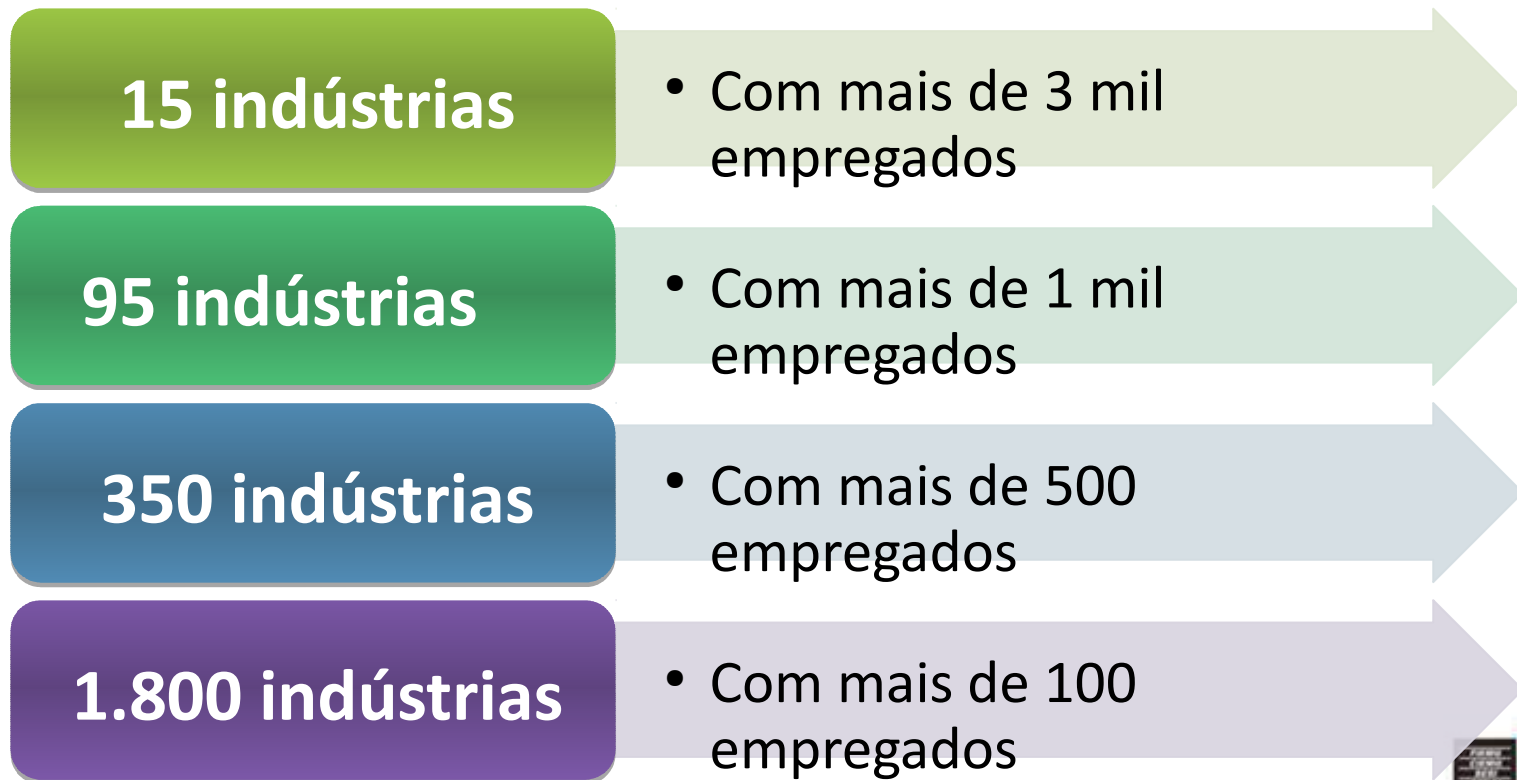 15 indústrias
• Com mais de 3 mil
empregados
95 indústrias
• Com mais de 1 mil
empregados
350 indústrias
• Com mais de 500
empregados
1.800 indústrias
• Com mais de 100
empregados